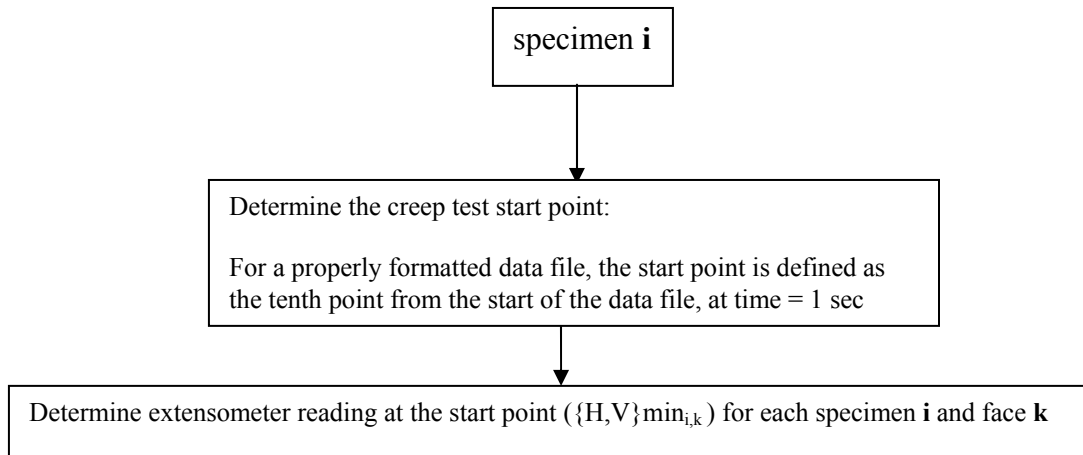 specimen i
Determine the creep test start point:
For a properly formatted data file, the start point is defined as
the tenth point from the start of the data file, at time = 1 sec
Determine extensometer reading at the start point ({H,V}min_{i,k}) for each specimen i and face k